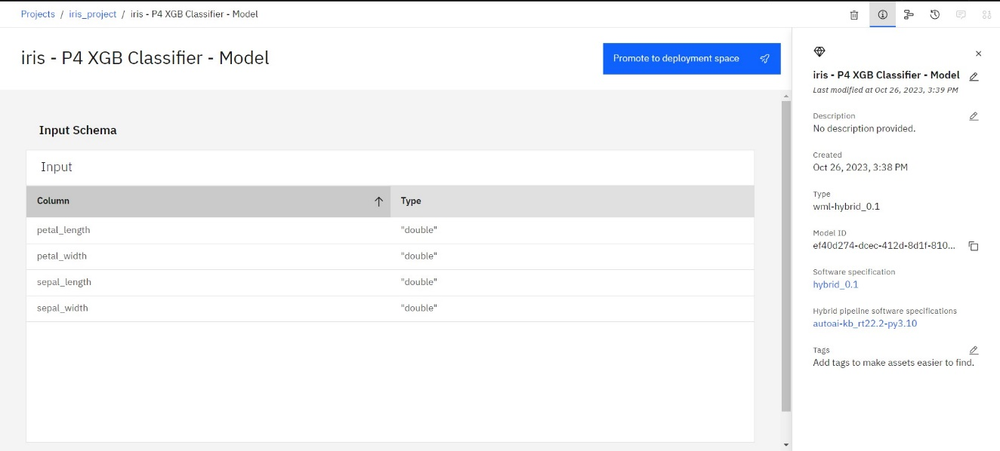 Projects / iris_project / iris - P4 XGB Classifier - Model
iris - P4 XGB Classifier - Model
Promote to deployment space
Input Schema
Input
Column Type
petal_length "double"
petal_width "double"
sepal_length "double"
sepal_width "double"
iris - P4 XGB Classifier - Model
Last modified at Oct 26, 2023, 3:39 PM
Description
No description provided.
Created
Oct 26, 2023, 3:38 PM
Type
wml-hybrid_0.1
Model ID
ef40d274-dcec-412d-8d1f-810...
Software specification
hybrid_0.1
Hybrid pipeline software specifications
autoai-kb_rt22.2-py3.10
Tags
Add tags to make assets easier to find.